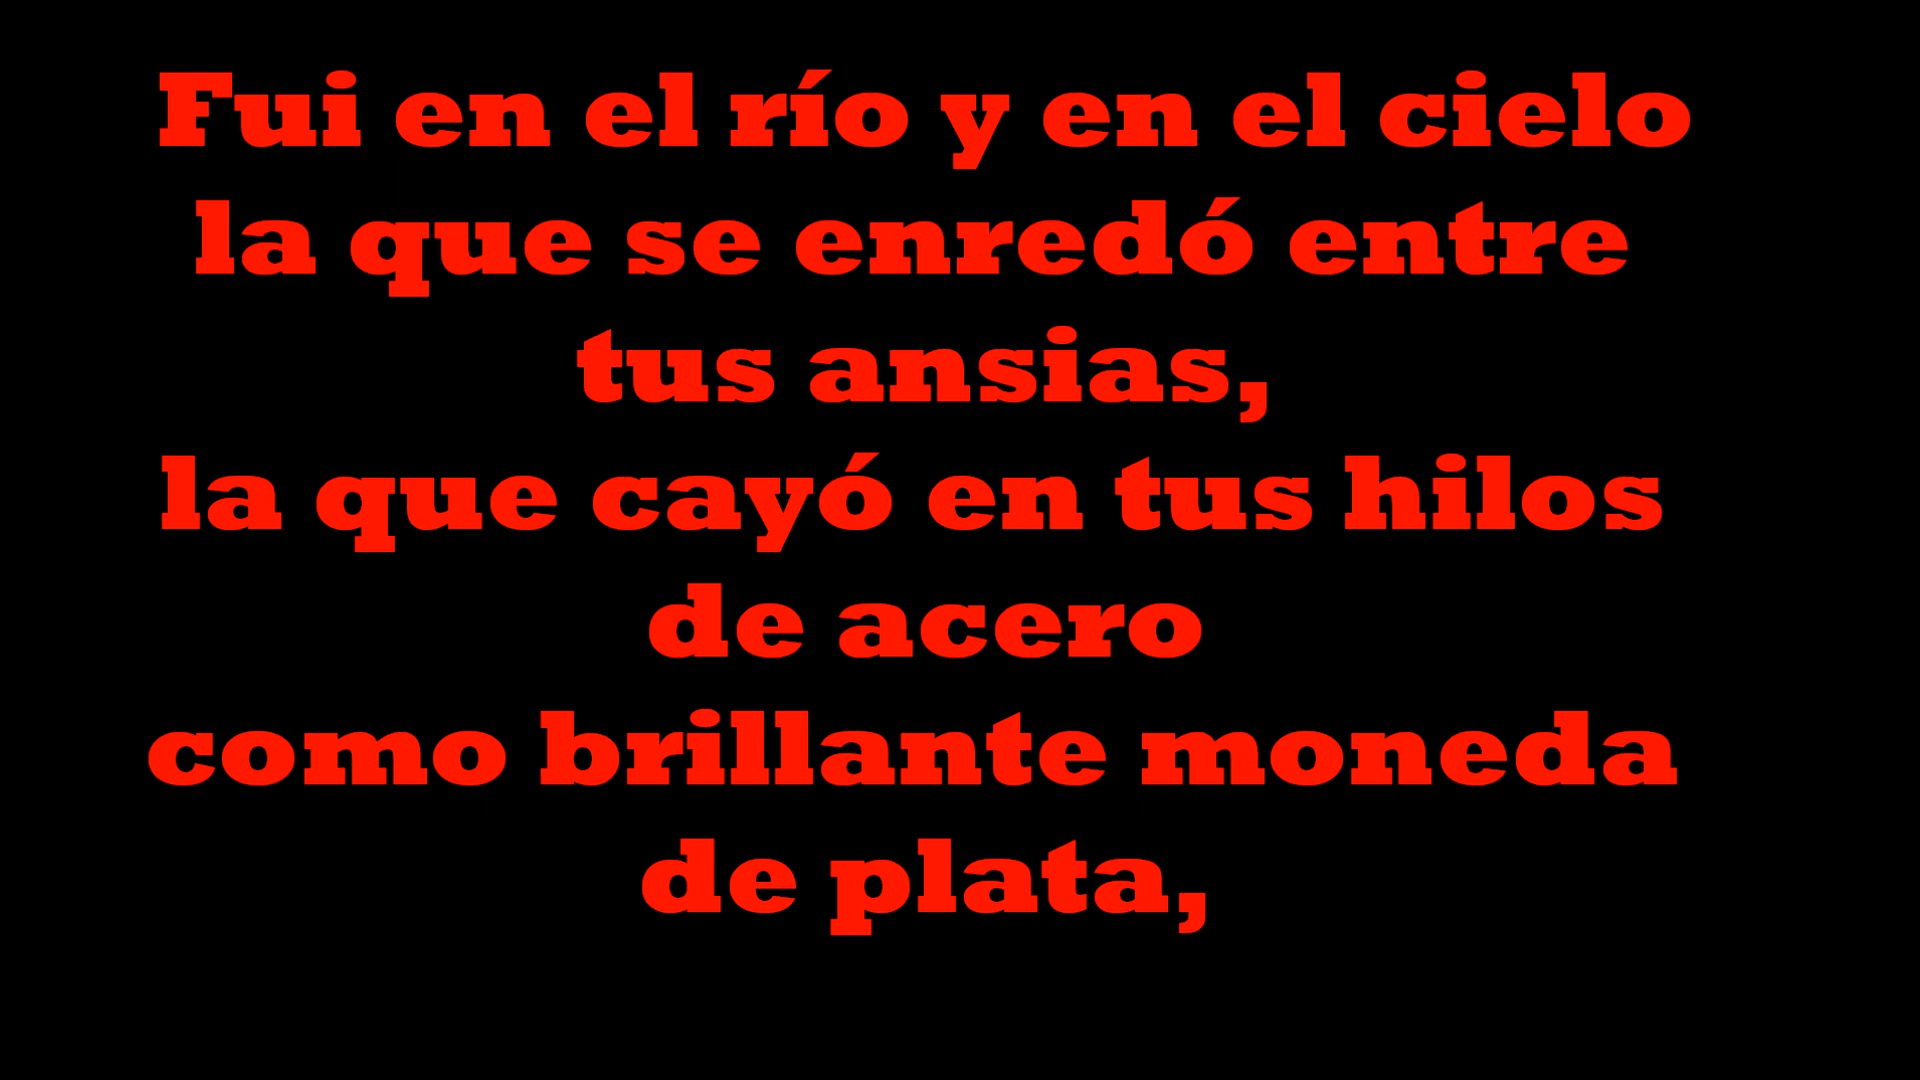 Fui en el río y en el cielo
la que se enredó entre
tus ansias,
la que cayó en tus hilos
de acero
como brillante moneda
de plata,